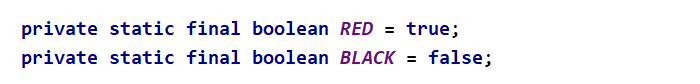 private static final boolean RED = true;
private static final boolean BLACK = false;